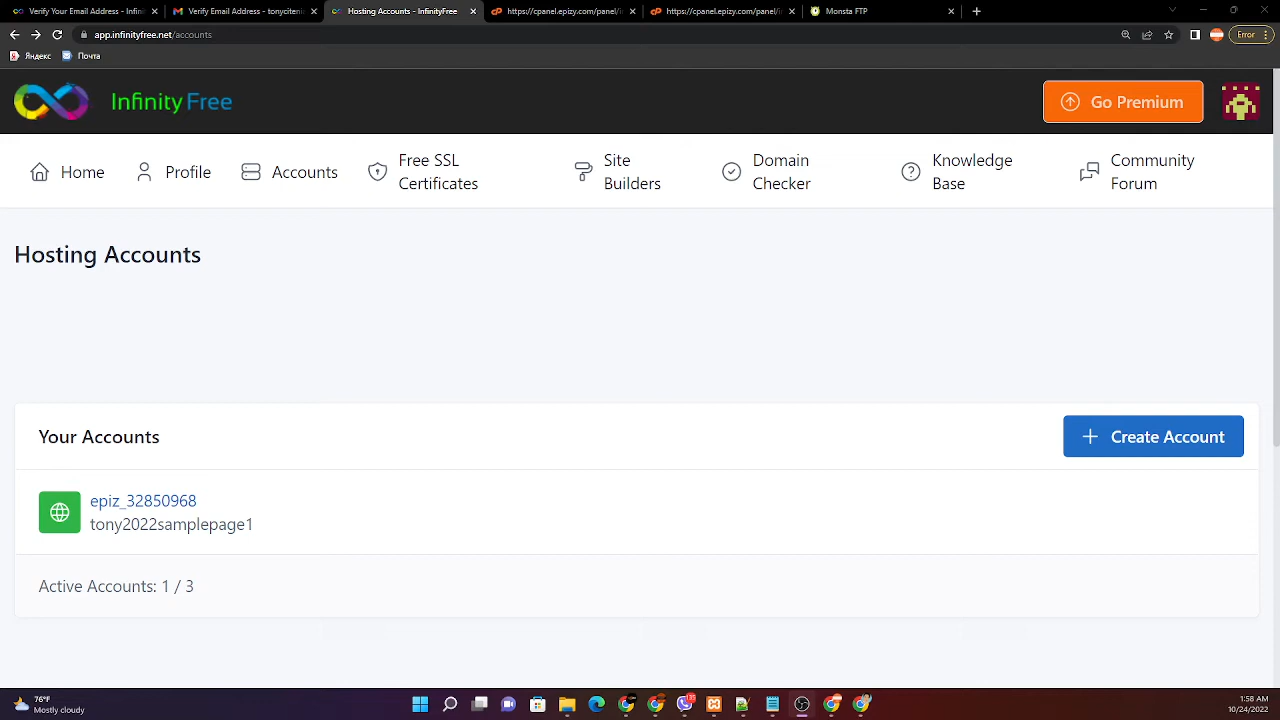 Verify Your Email Address - Infini
Verify Email Address - tonyciteni
Hosting Accounts - InfinityFree
https://cpanel.epizy.com/panel/i
https://cpanel.epizy.com/panel/i
Monsta FTP
app.infinityfree.net/accounts
Error
Яндекс
Почта
Infinity Free
Go Premium
Home
Profile
Accounts
Free SSL
Certificates
Site
Builders
Domain
Checker
Knowledge
Base
Community
Forum
Hosting Accounts
Your Accounts
Create Account
epiz_32850968
tony2022samplepage1
Active Accounts: 1 / 3
76°F
Mostly cloudy
1:58 AM
10/24/2022